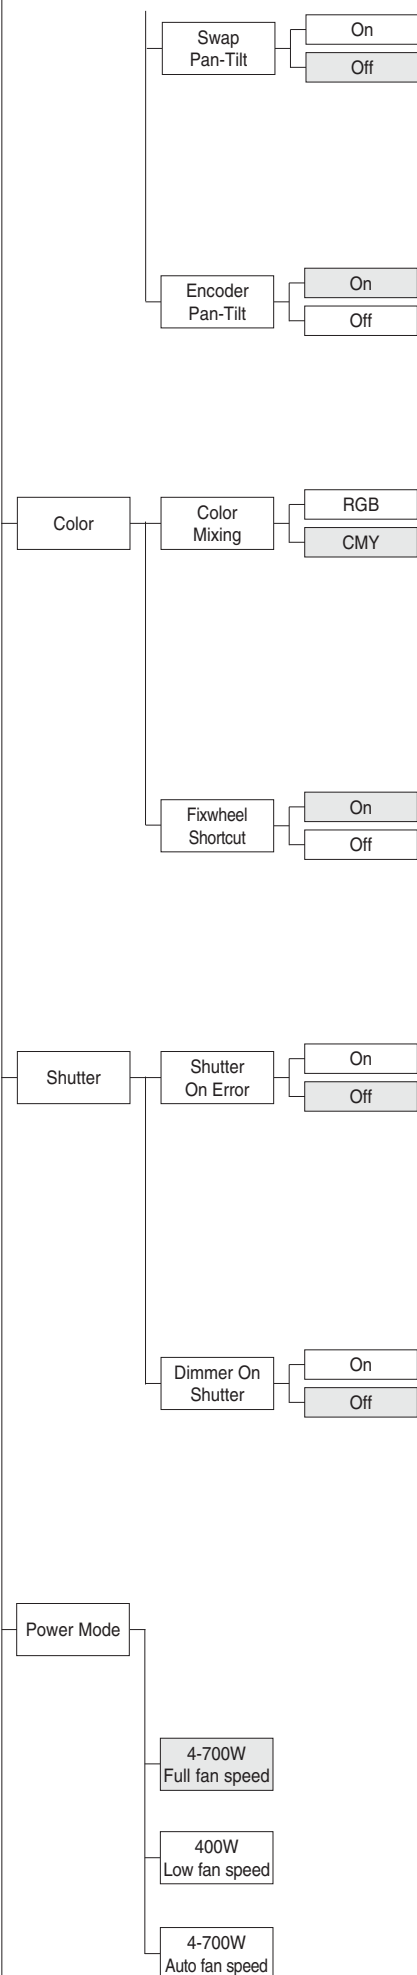 Swap
Pan-Tilt
On
Off
Encoder
Pan-Tilt
On
Off
Color
Color
Mixing
RGB
CMY
Fixwheel
Shortcut
On
Off
Shutter
Shutter
On Error
On
Off
Dimmer On
Shutter
On
Off
Power Mode
4-700W
Full fan speed
400W
Low fan speed
4-700W
Auto fan speed